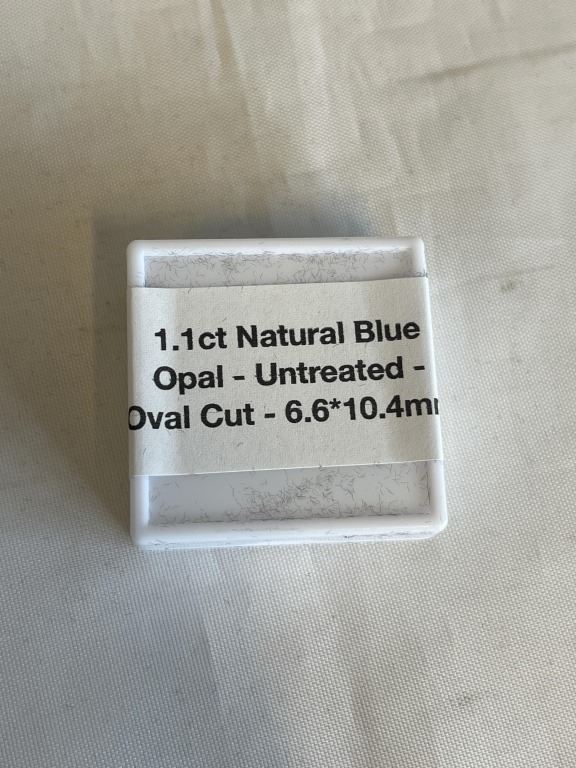 1.1ct Natural Blue
Opal - Untreated -
Oval Cut - 6.6*10.4m